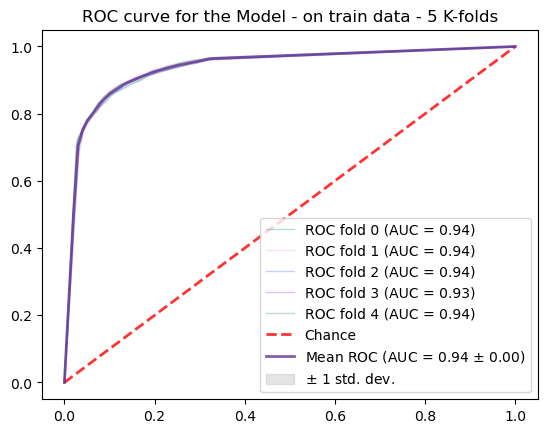 ROC curve for the Model - on train data - 5 K-folds
1.0
0.8
0.6
0.4
0.2
0.0
ROC fold 0 (AUC = 0.94)
ROC fold 1 (AUC = 0.94)
ROC fold 2 (AUC = 0.94)
ROC fold 3 (AUC = 0.93)
ROC fold 4 (AUC = 0.94)
Chance
Mean ROC (AUC = 0.94 ± 0.00)
± 1 std. dev.
0.0 0.2 0.4 0.6 0.8 1.0